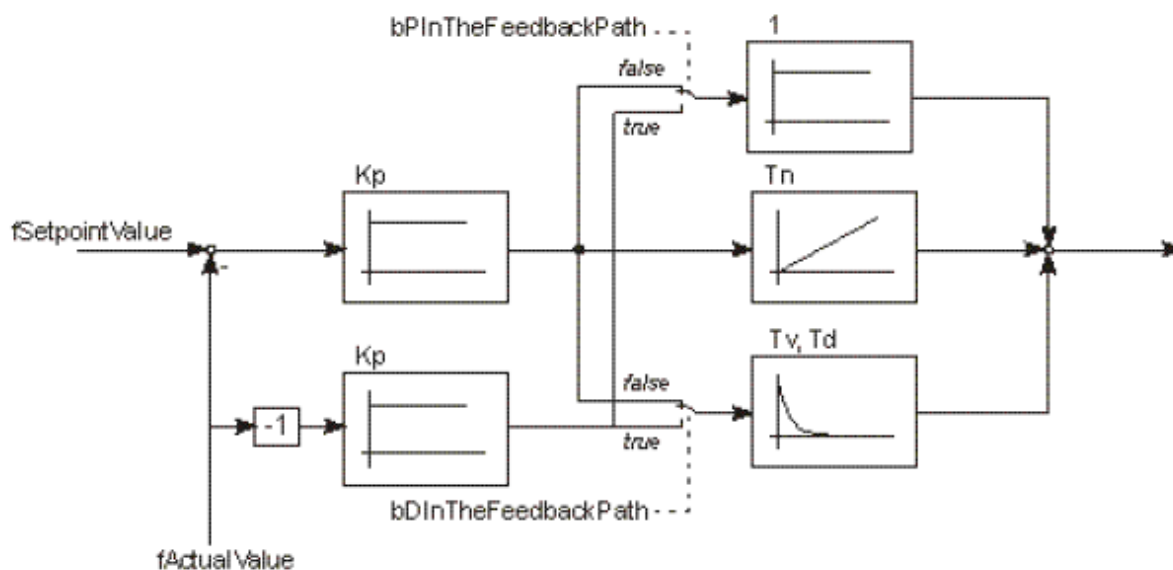 bPInTheFeedbackPath
1
false
true
Kp
Tn
fSetpointValue
-
Kp
Tv, Td
false
-1
true
bDInTheFeedbackPath
fActualValue